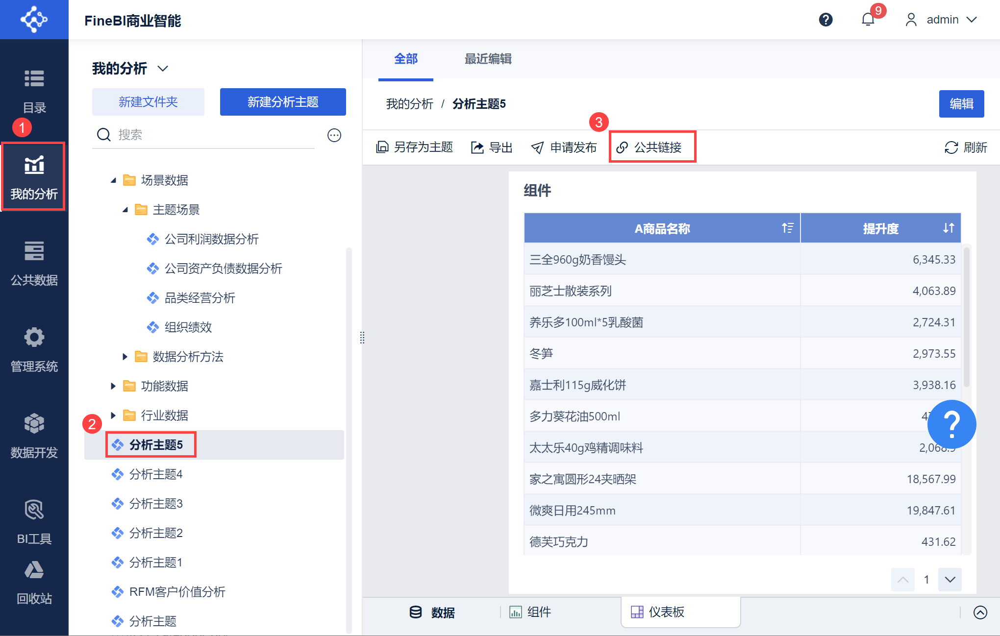 FineBI商业智能
9
admin
目录
1
我的分析
公共数据
管理系统
数据开发
BI工具
回收站
我的分析
新建文件夹
新建分析主题
搜索
场景数据
主题场景
公司利润数据分析
公司资产负债数据分析
品类经营分析
组织绩效
数据分析方法
功能数据
行业数据
2
分析主题5
分析主题4
分析主题3
分析主题2
分析主题1
RFM客户价值分析
分析主题
全部
最近编辑
我的分析 / 分析主题5
编辑
3
另存为主题
导出
申请发布
公共链接
刷新
组件
A商品名称 提升度
三全960g奶香馒头 6,345.33
丽芝士散装系列 4,063.89
养乐多100ml*5乳酸菌 2,724.31
冬笋 2,973.55
嘉士利115g威化饼 3,938.16
多力葵花油500ml
太太乐40g鸡精调味料 2,068.9
家之寓圆形24夹晒架 18,567.99
微爽日用245mm 19,847.61
德芙巧克力 431.62
1
数据
组件
仪表板